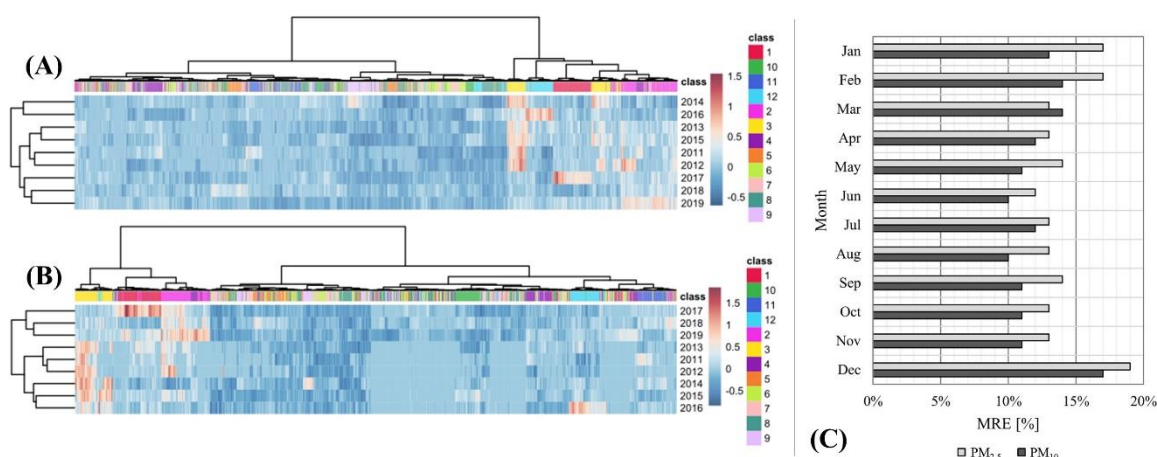 (A)
class
2014
2016
2013
2015
2011
2012
2017
2018
2019
1.5
1
0.5
0
-0.5
class
1
10
11
12
2
3
4
5
6
7
8
9
(B)
class
2017
2018
2019
2013
2011
2012
2014
2015
2016
1.5
1
0.5
0
-0.5
class
1
10
11
12
2
3
4
5
6
7
8
9
Month
Jan
Feb
Mar
Apr
May
Jun
Jul
Aug
Sep
Oct
Nov
Dec
0% 5% 10% 15% 20%
MRE [%]
(C)
PM2.5 PM10